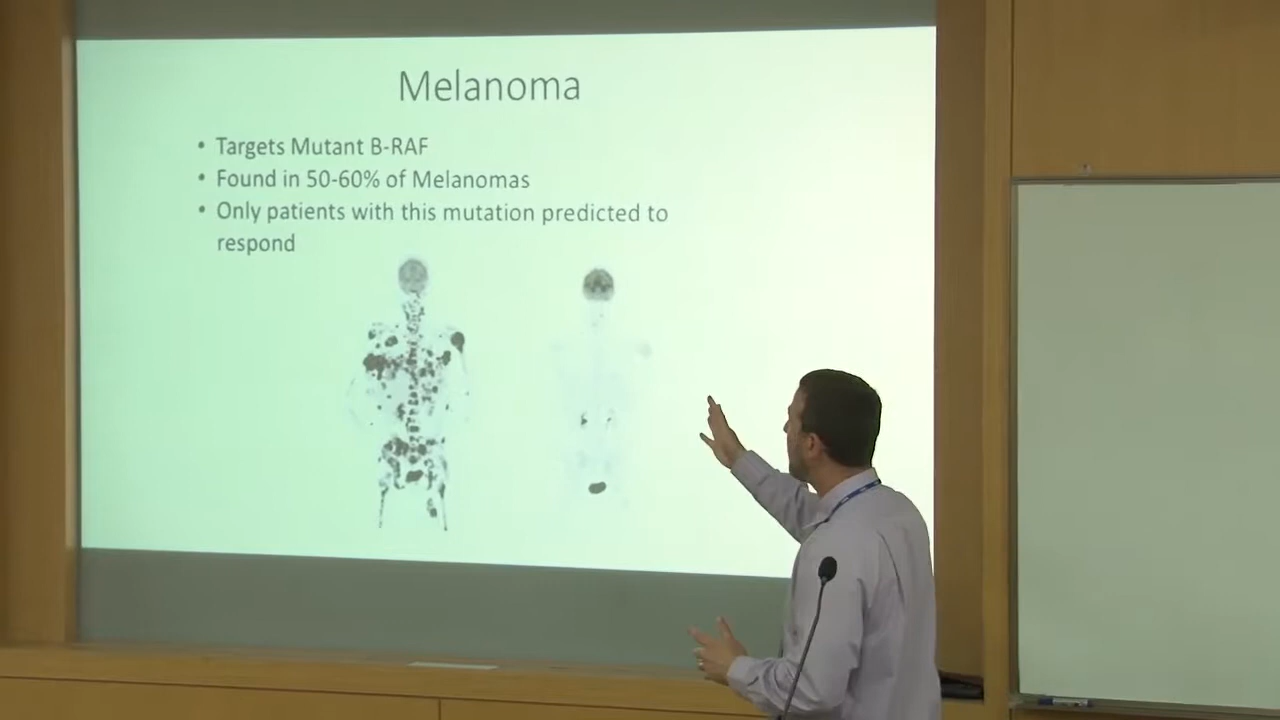 Melanoma
• Targets Mutant B-RAF
• Found in 50-60% of Melanomas
• Only patients with this mutation predicted to
respond